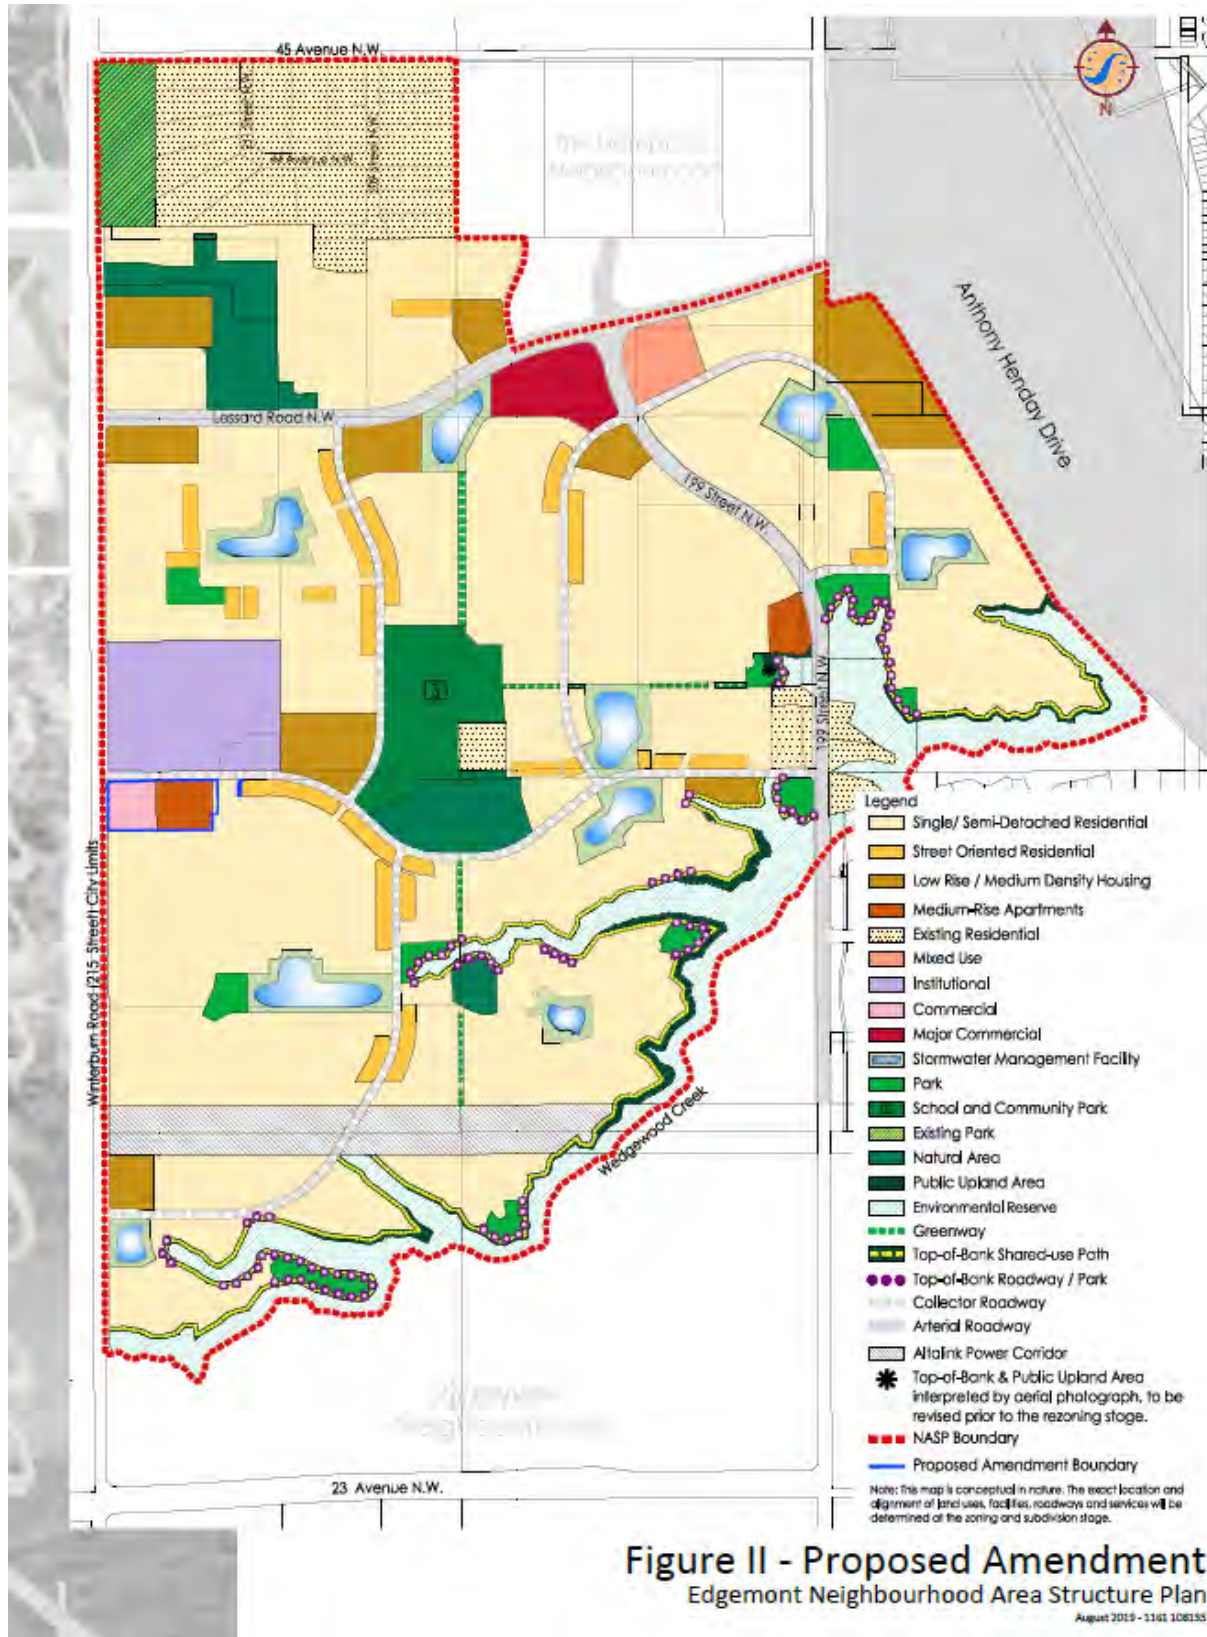 45 Avenue N.W.
N
44 Avenue N.W.
Anthony Henday Drive
Lessard Road N.W.
199 Street N.W.
199 Street N.W.
Winterburn Road (215 Street) City Limits
Wedgewood Creek
23 Avenue N.W.
Legend
Single/ Semi-Detached Residential
Street Oriented Residential
Low Rise / Medium Density Housing
Medium-Rise Apartments
Existing Residential
Mixed Use
Institutional
Commercial
Major Commercial
Stormwater Management Facility
Park
School and Community Park
Existing Park
Natural Area
Public Upland Area
Environmental Reserve
Greenway
Top-of-Bank Shared-use Path
Top-of-Bank Roadway / Park
Collector Roadway
Arterial Roadway
Altalink Power Corridor
Top-of-Bank & Public Upland Area
interpreted by aerial photograph, to be
revised prior to the rezoning stage.
NASP Boundary
Proposed Amendment Boundary
Note: This map is conceptual in nature. The exact location and
alignment of land uses, facilities, roadways and services will be
determined at the zoning and subdivision stage.
Figure II - Proposed Amendment
Edgemont Neighbourhood Area Structure Plan
August 2019 - 1161 108155